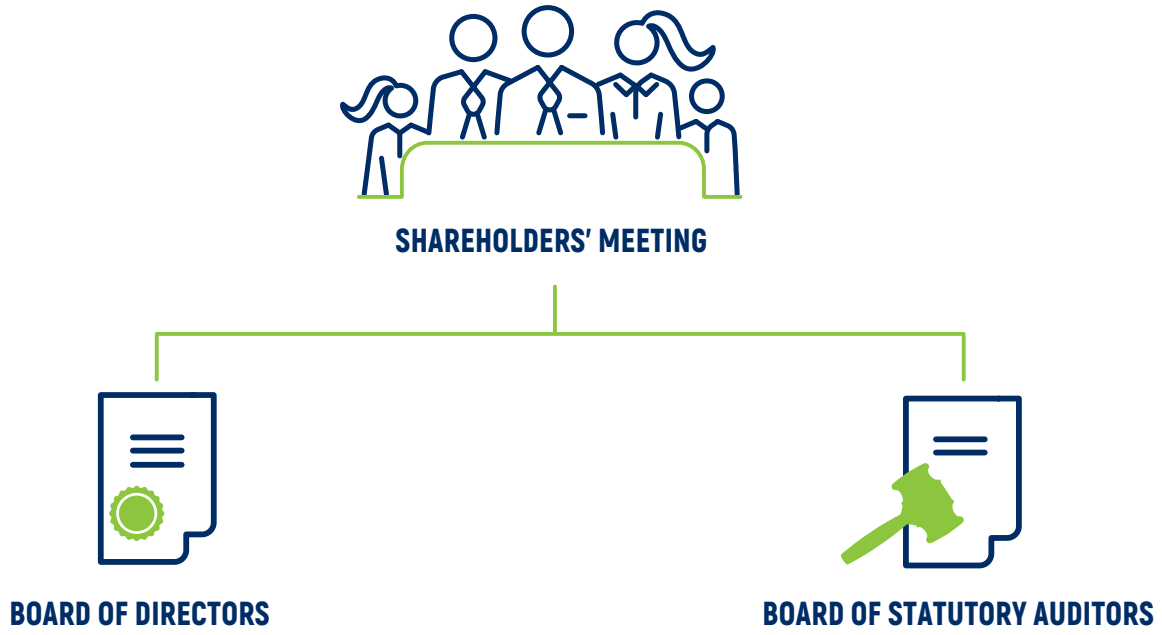 SHAREHOLDERS’ MEETING
BOARD OF DIRECTORS
BOARD OF STATUTORY AUDITORS